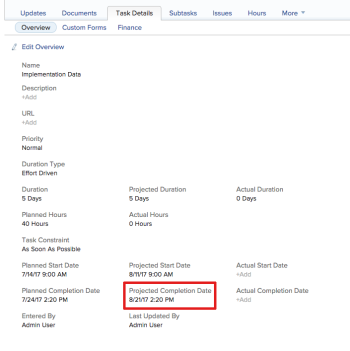 Updates Documents Task Details Subtasks Issues Hours More
Overview Custom Forms Finance
Edit Overview
Name
Implementation Data
Description
+Add
URL
+Add
Priority
Normal
Duration Type
Effort Driven
Duration Projected Duration Actual Duration
5 Days 5 Days 0 Days
Planned Hours Actual Hours
40 Hours 0 Hours
Task Constraint
As Soon As Possible
Planned Start Date Projected Start Date Actual Start Date
7/14/17 9:00 AM 8/11/17 9:00 AM +Add
Planned Completion Date Projected Completion Date Actual Completion Date
7/24/17 2:20 PM 8/21/17 2:20 PM +Add
Entered By Last Updated By
Admin User Admin User